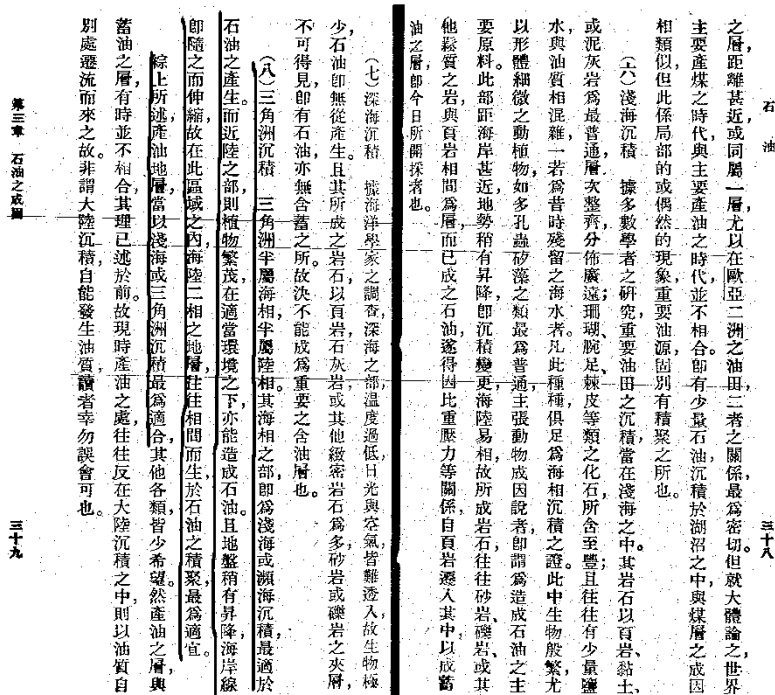 石油
三十八
之層，距離甚近，或同屬一層，尤以在歐亞二洲之油田，二者之關係，最爲密切。但就大體論之，世界
主要產煤之時代，與主要產油之時代，並不相合。卽有少量石油，沉積於湖沼之中，與煤層之成因
相類似，但此係局部的或偶然的現象，重要油源，固別有積聚之所也。
（六）淺海沉積　據多數學者之研究，重要油田之沉積，當在淺海之中。其岩石以頁岩、黏土，
或泥灰岩爲最普通，層次整齊，分佈廣遠；珊瑚、腕足、棘皮等類之化石，所含至豐；且往往有少量鹽
水，與油質相混雜，一若爲昔時殘留之海水者。凡此種種，俱足爲海相沉積之證。此中生物殷繁，尤
以形體細微之動植物，如多孔蟲矽藻之類，最爲普通，主張動物成因說者，卽謂爲造成石油之主
要原料。此部距海岸甚近，地勢稍有昇降，卽沉積變更，海陸易相，故所成岩石，往往砂岩、礫岩、或其
他鬆質之岩，與頁岩相間爲層，而已成之石油，遂得因比重壓力等關係，自頁岩遷入其中，以成蓄
油之層，卽今日所開採者也。
（七）深海沉積　據海洋學家之調查，深海之部，溫度過低，日光與空氣，皆難透入，故生物極
少，石油卽無從產生。且其所成之岩石，以頁岩石灰岩或其他緻密岩石爲多，砂岩或礫岩之夾層，
不可得見，卽有石油，亦無含蓄之所，故決不能成爲重要之含油層也。
（八）三角洲沉積　三角洲半屬海相，半屬陸相。其海相之部，卽爲淺海或瀕海沉積，最適於
石油之產生。而近陸之部，則植物繁茂，在適當環境之下，亦能造成石油。且地盤稍有昇降，海岸線
卽隨之而伸縮，故在此區域之內，海陸二相之地層，往往相間而生，於石油之積聚，最爲適宜。
綜上所述，產油地層，當以淺海或三角洲沉積最爲適合，其他各類，皆少希望。然產油之層，與
蓄油之層，有時並不相合，其理已述於前。故現時產油之處，往往反在大陸沉積之中，則以油質自
別處遷流而來之故。非謂大陸沉積，自能發生油質，讀者幸勿誤會可也。
第三章　石油之成因
三十九